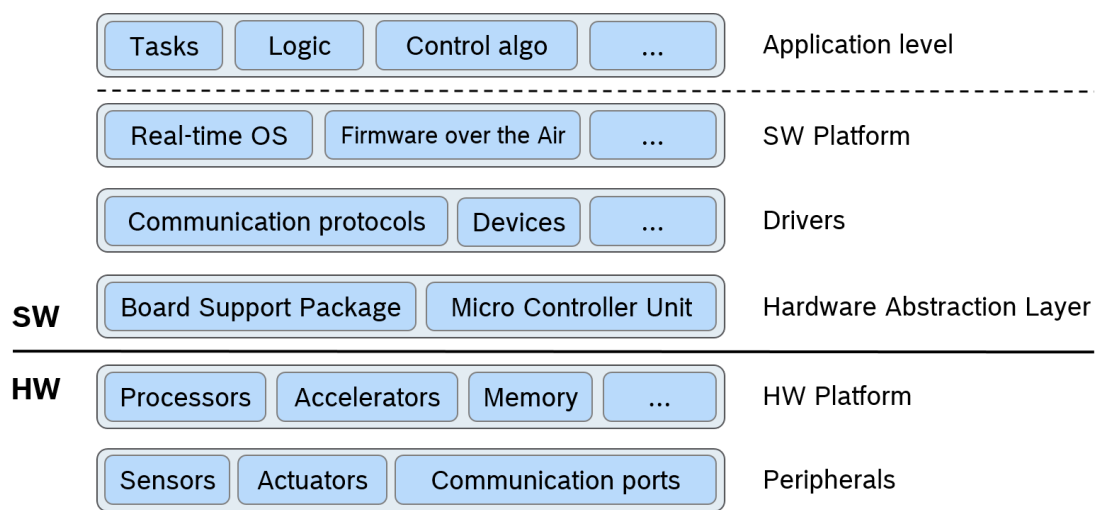 Tasks Logic Control algo ... Application level
Real-time OS Firmware over the Air ... SW Platform
Communication protocols Devices ... Drivers
Board Support Package Micro Controller Unit Hardware Abstraction Layer
SW
HW
Processors Accelerators Memory ... HW Platform
Sensors Actuators Communication ports Peripherals